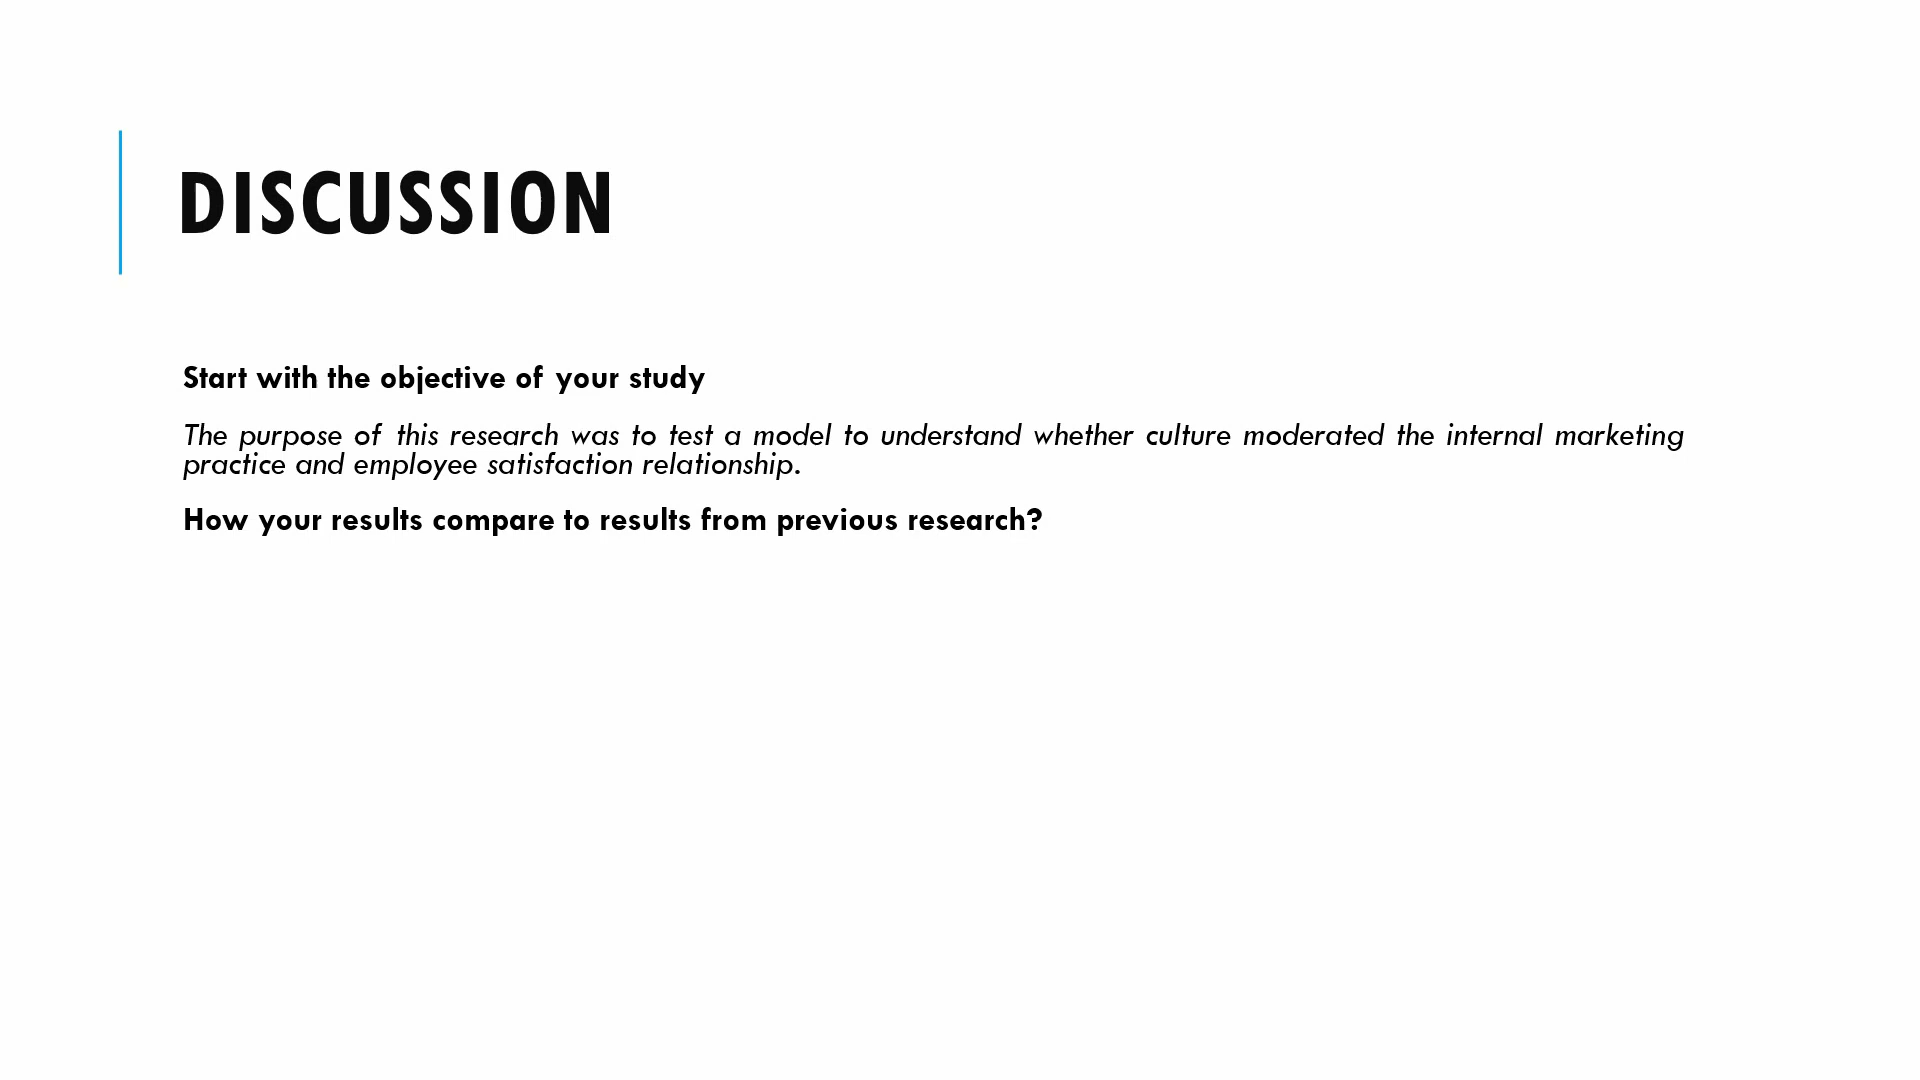 DISCUSSION
Start with the objective of your study
The purpose of this research was to test a model to understand whether culture moderated the internal marketing
practice and employee satisfaction relationship.
How your results compare to results from previous research?